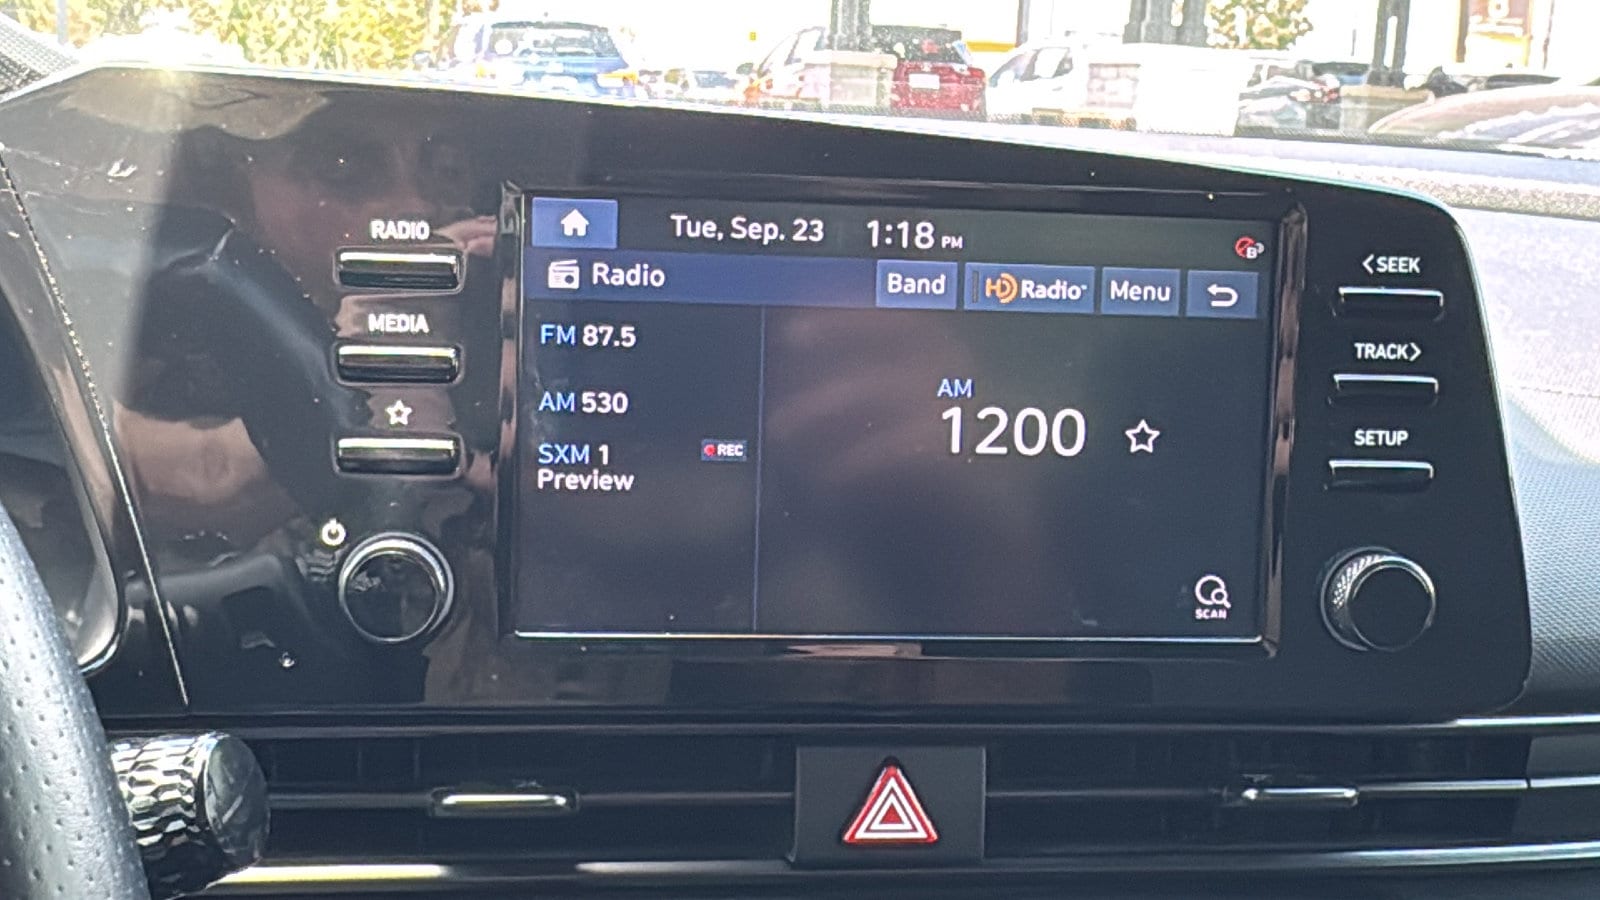 RADIO
MEDIA
Tue, Sep. 23 1:18 PM
Radio Band HD Radio Menu
FM 87.5
AM 530
SXM 1 REC
Preview
AM
1200
SCAN
SEEK
TRACK
SETUP